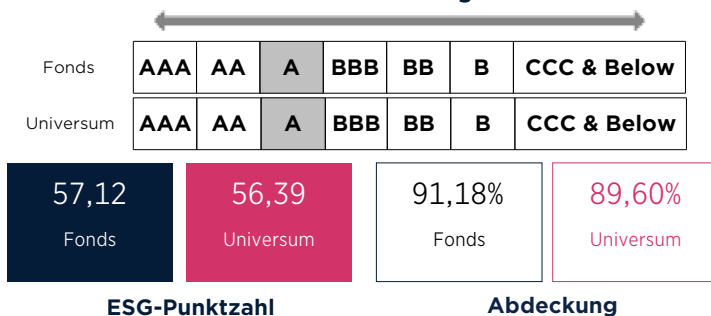 Fonds AAA AA A BBB BB B CCC & Below
Universum AAA AA A BBB BB B CCC & Below
57,12 56,39 91,18% 89,60%
Fonds Universum Fonds Universum
ESG-Punktzahl Abdeckung